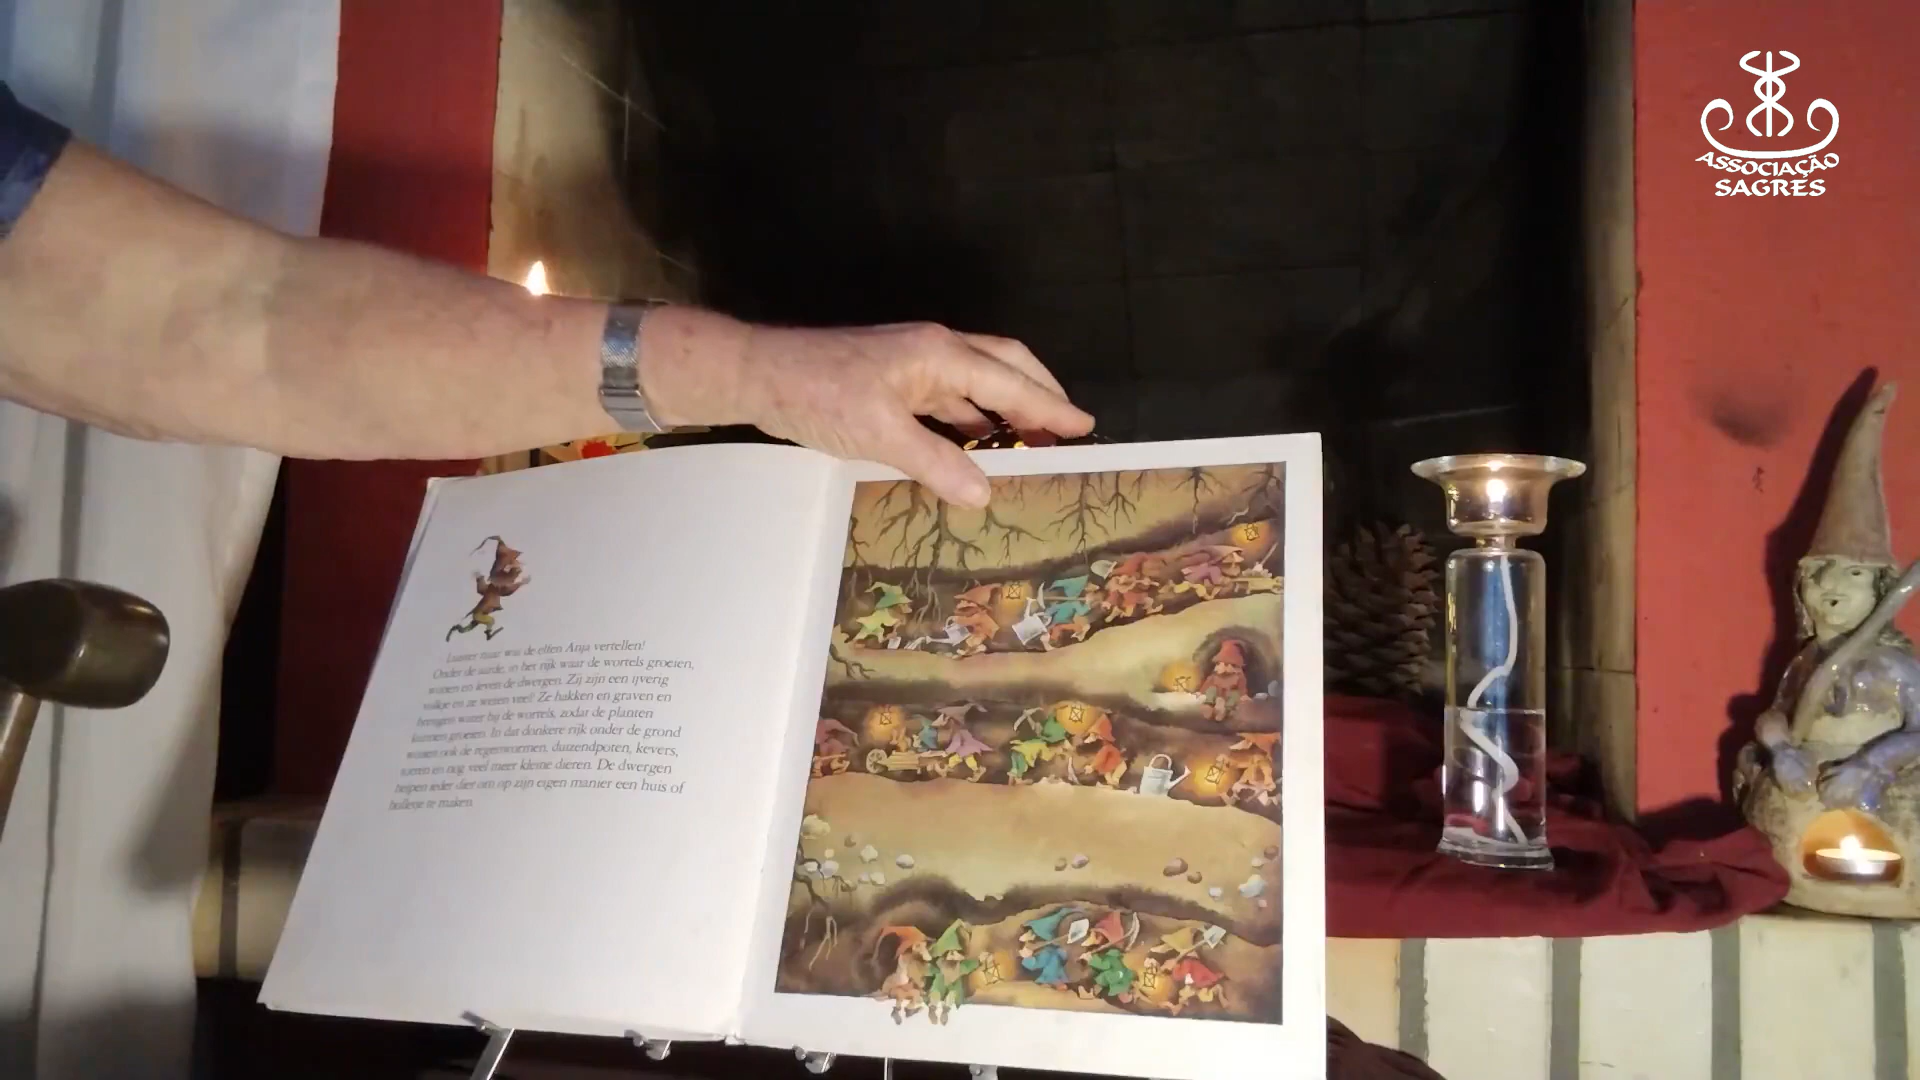 Luister maar wat de elfen Anja vertellen!
Onder de aarde, in het rijk waar de wortels groeien,
wonen en leven de dwergen. Zij zijn een ijverig
volkje en ze weten veel! Ze hakken en graven en
brengen water bij de wortels, zodat de planten
kunnen groeien. In dat donkere rijk onder de grond
wonen ook de regenwormen, duizendpoten, kevers,
torren en nog veel meer kleine dieren. De dwergen
helpen ieder dier om op zijn eigen manier een huis of
holletje te maken.
ASSOCIAÇÃO
SAGRES